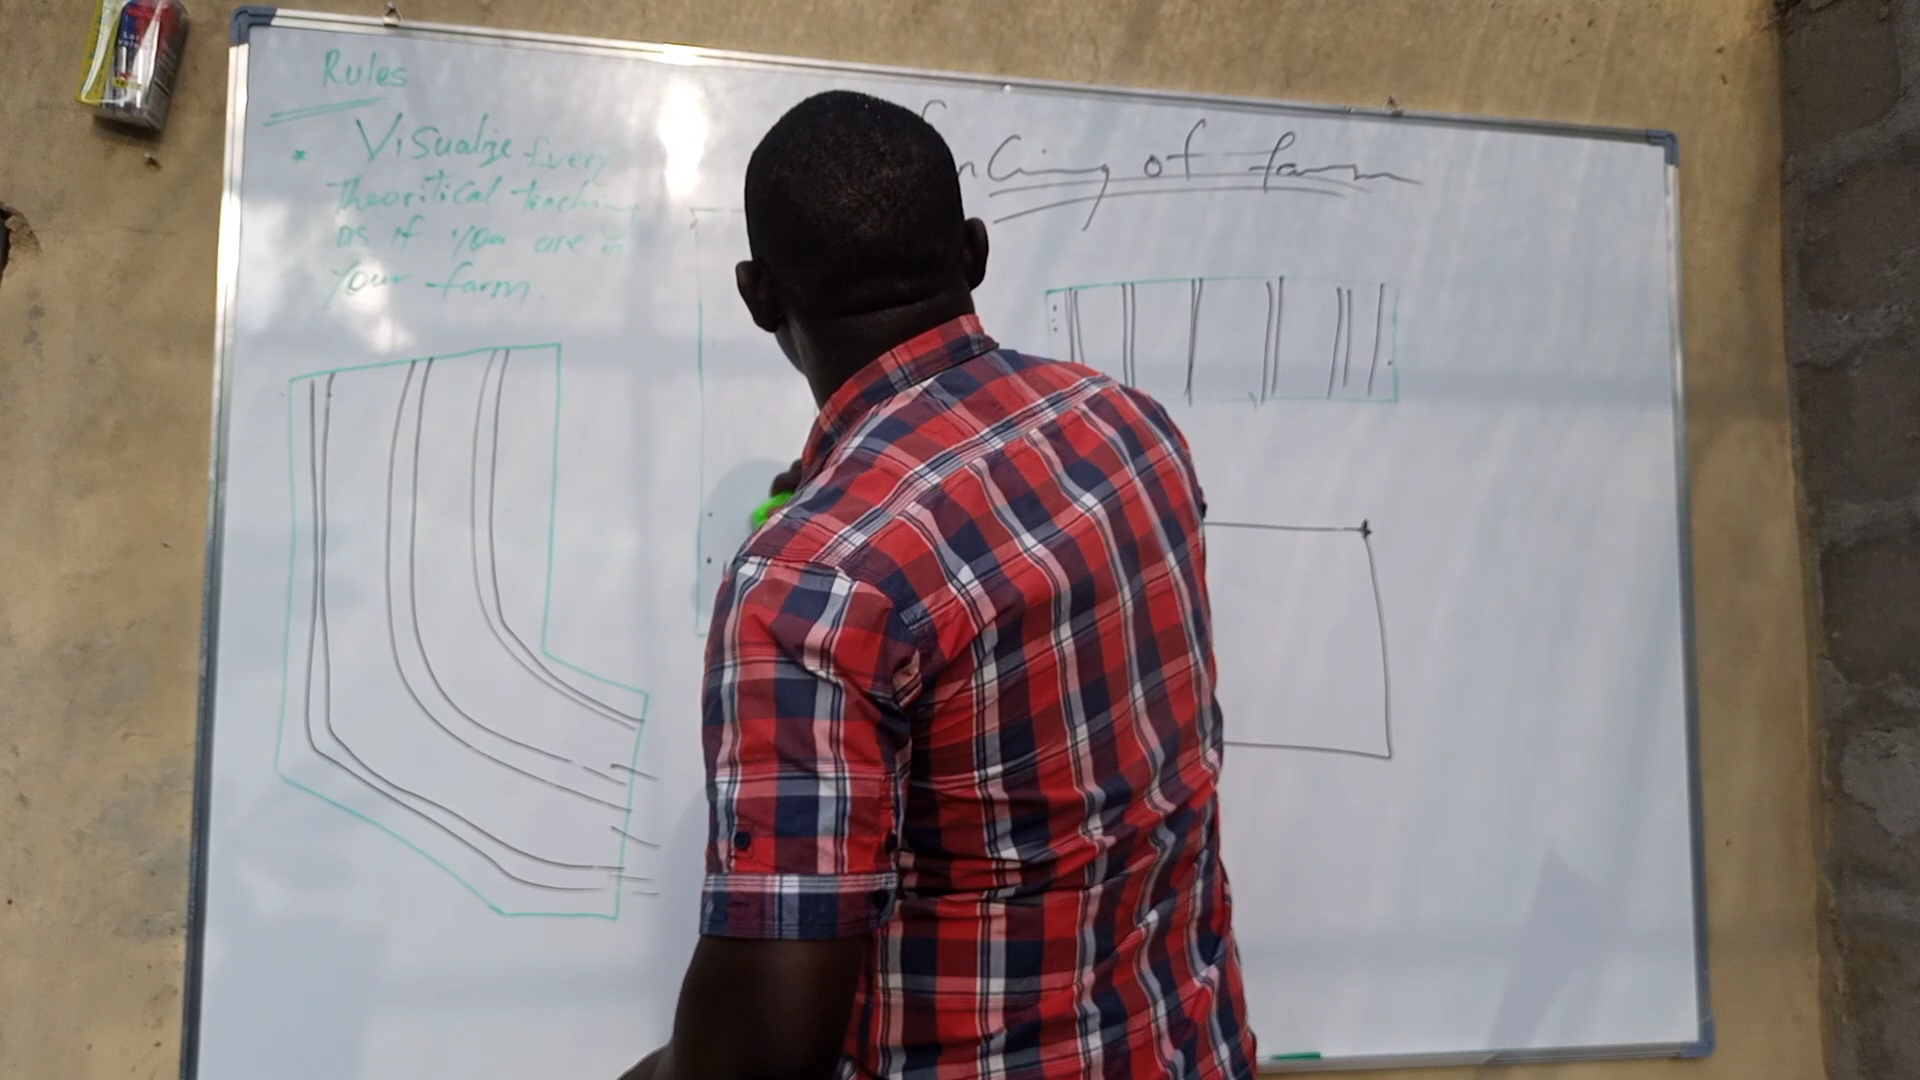 Rules
* Visualize Every
Theoritical teaching
as if you are in
your farm.
ncing of farm